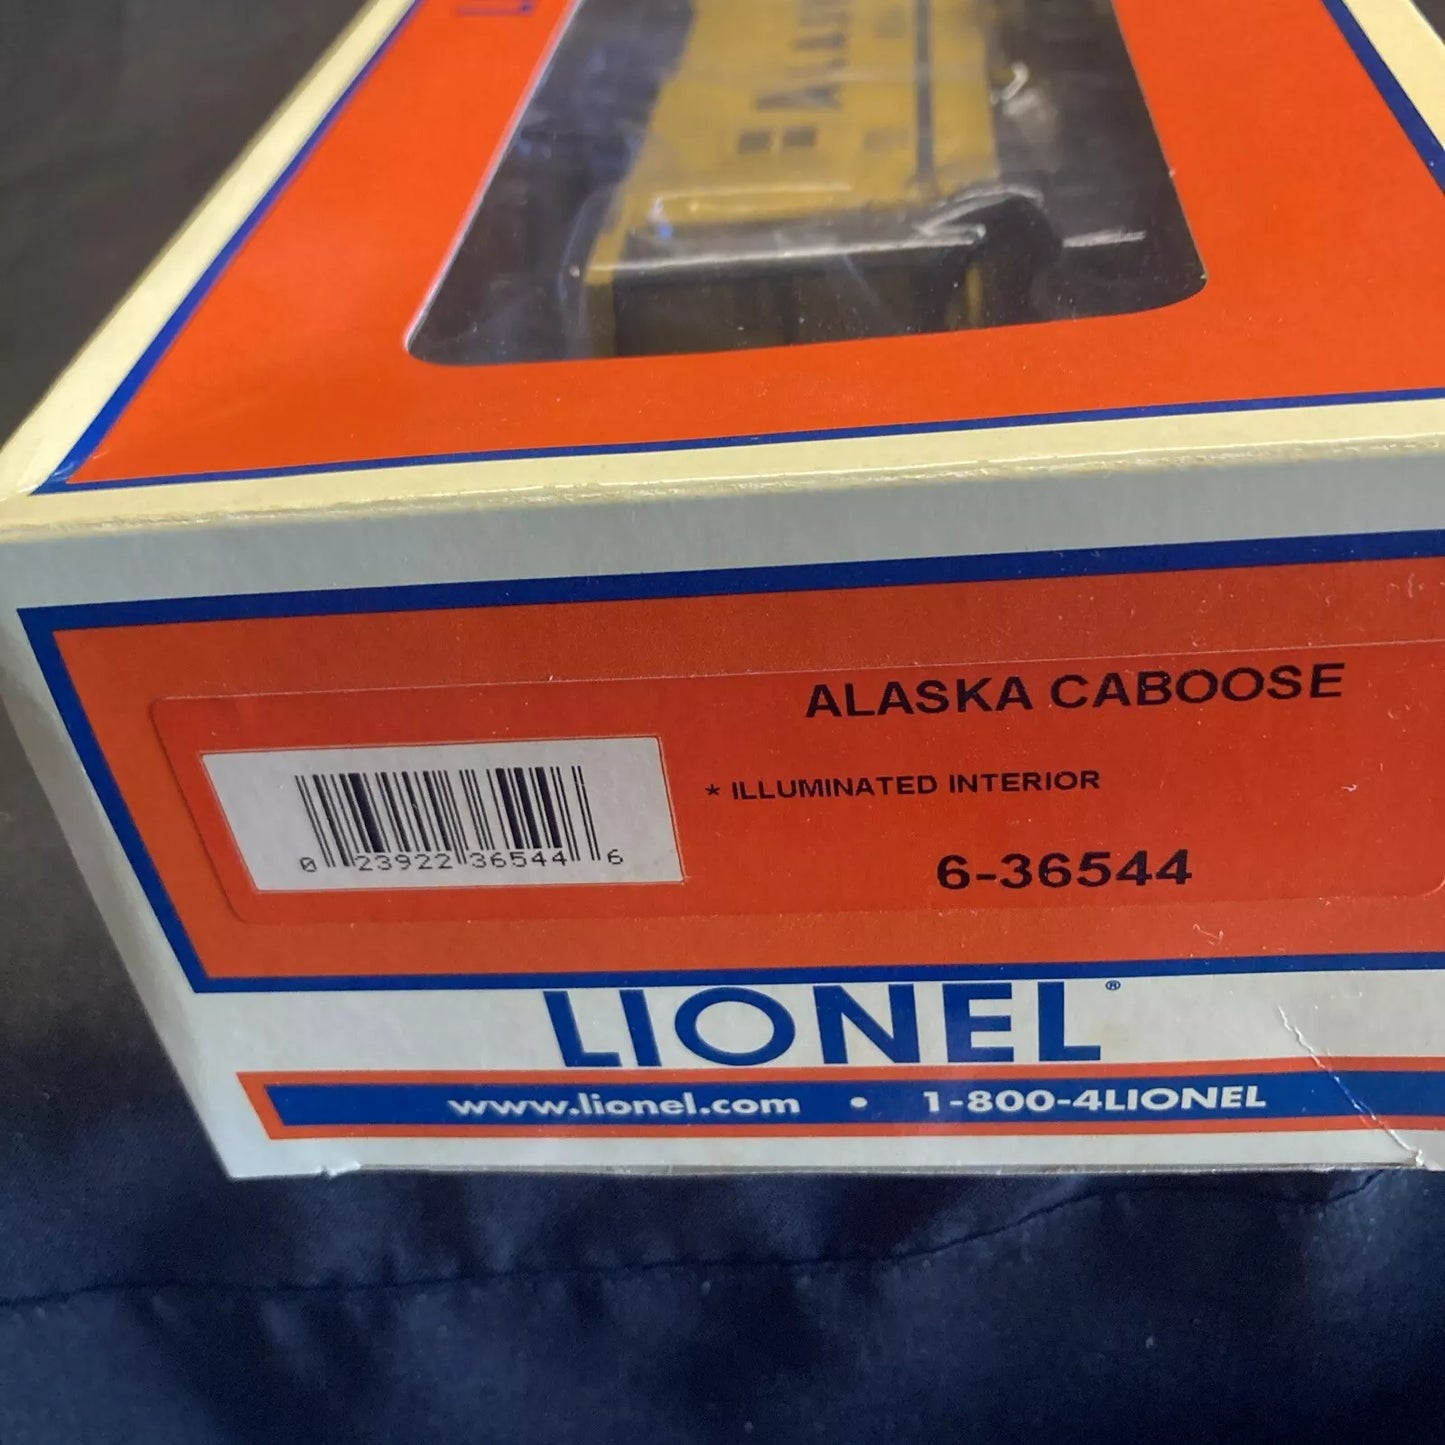 ALASKA CABOOSE
* ILLUMINATED INTERIOR
0 23922 36544 6
6-36544
LIONEL®
www.lionel.com • 1-800-4LIONEL